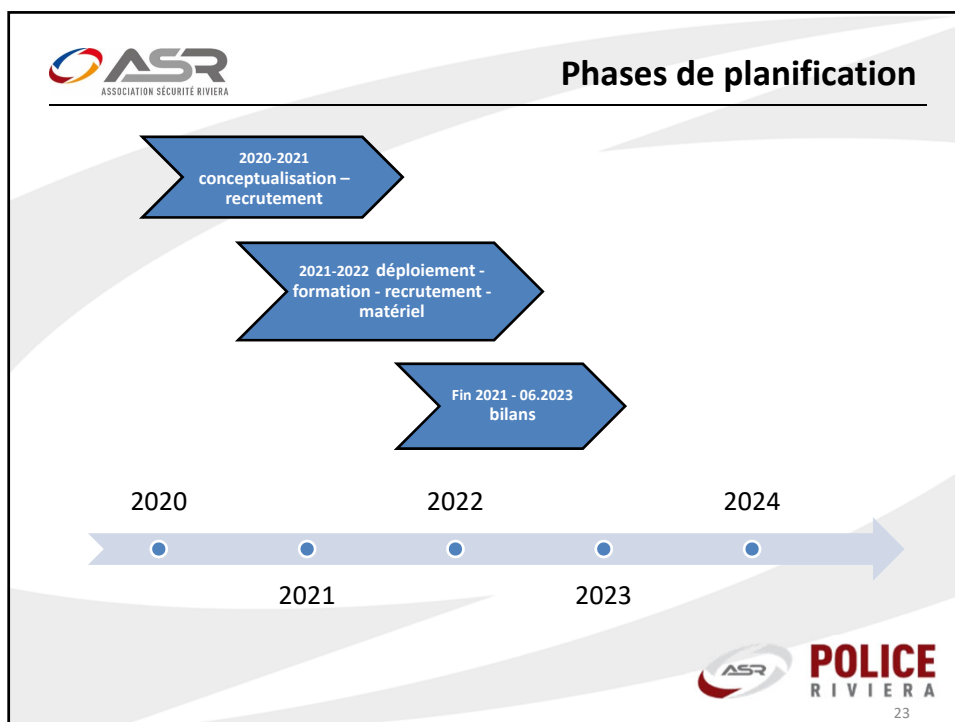 ASR
ASSOCIATION SÉCURITÉ RIVIERA
Phases de planification
2020-2021
conceptualisation –
recrutement
2021-2022 déploiement -
formation - recrutement -
matériel
Fin 2021 - 06.2023
bilans
2020
2022
2024
2021
2023
ASR
POLICE
RIVIERA
23